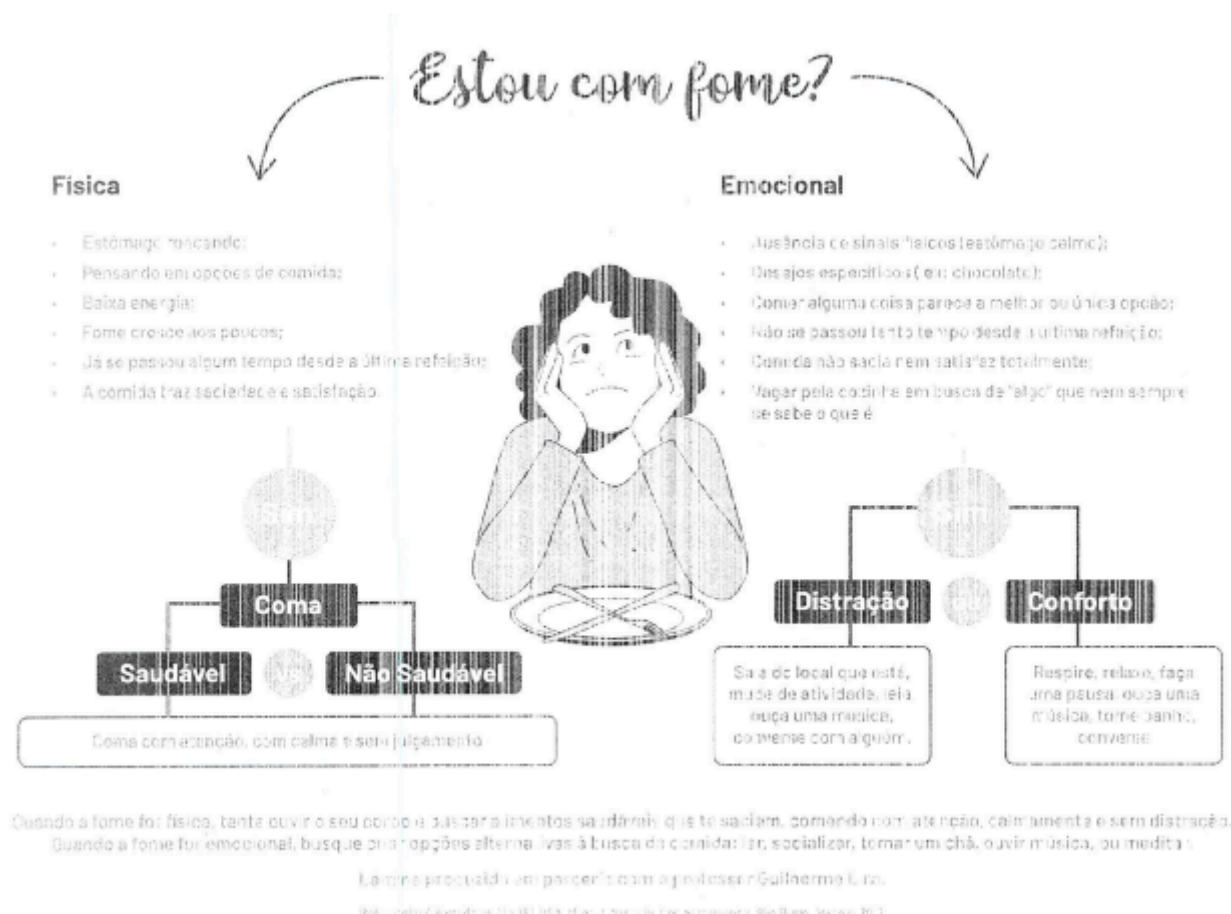 Estou com fome?
Física
Estômago roncando;
Pensando em opções de comida;
Baixa energia;
Fome cresce aos poucos;
Já se passou algum tempo desde a última refeição;
A comida traz saciedade e satisfação.
Emocional
Ausência de sinais físicos (estômago calmo);
Desejos específicos (ex: chocolate);
Comer alguma coisa parece a melhor ou única opção;
Não se passou tanto tempo desde a última refeição;
Comida não sacia nem satisfaz totalmente;
Vagar pela cozinha em busca de "algo" que nem sempre
se sabe o que é
Sim
Coma
Saudável
vs
Não Saudável
Coma com atenção, com calma e sem julgamento
Sim
Distração
ou
Conforto
Saia do local que está,
mude de atividade, leia,
ouça uma música,
converse com alguém.
Respire, relaxe, faça
uma pausa, ouça uma
música, tome banho,
converse
Quando a fome for física, tente ouvir o seu corpo e buscar alimentos saudáveis que te saciem, comendo com atenção, calmamente e sem distração.
Quando a fome for emocional, busque criar opções alternativas à busca da comida: ler, socializar, tomar um chá, ouvir música, ou meditar.
Lâmina produzida em parceria com o professor Guilherme